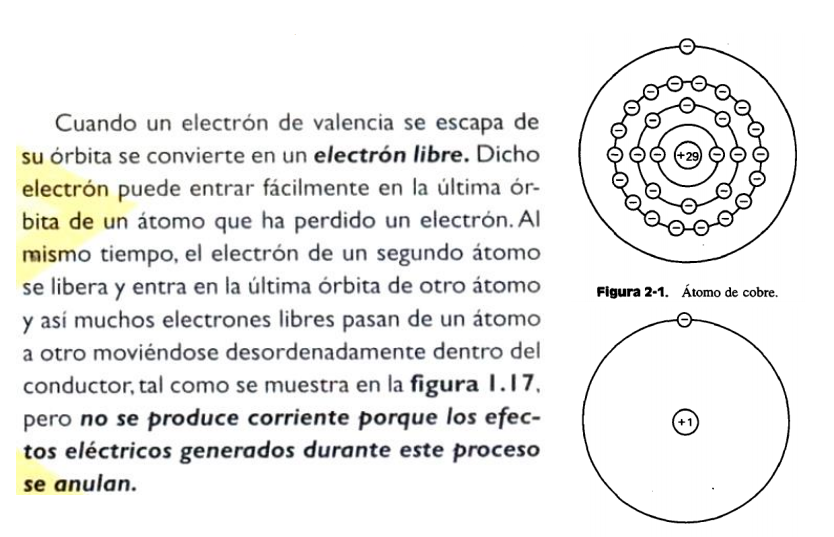 Cuando un electrón de valencia se escapa de
su órbita se convierte en un electrón libre. Dicho
electrón puede entrar fácilmente en la última ór-
bita de un átomo que ha perdido un electrón. Al
mismo tiempo, el electrón de un segundo átomo
se libera y entra en la última órbita de otro átomo
y así muchos electrones libres pasan de un átomo
a otro moviéndose desordenadamente dentro del
conductor, tal como se muestra en la figura 1.17,
pero no se produce corriente porque los efec-
tos eléctricos generados durante este proceso
se anulan.
+29
Figura 2-1. Átomo de cobre.
+1